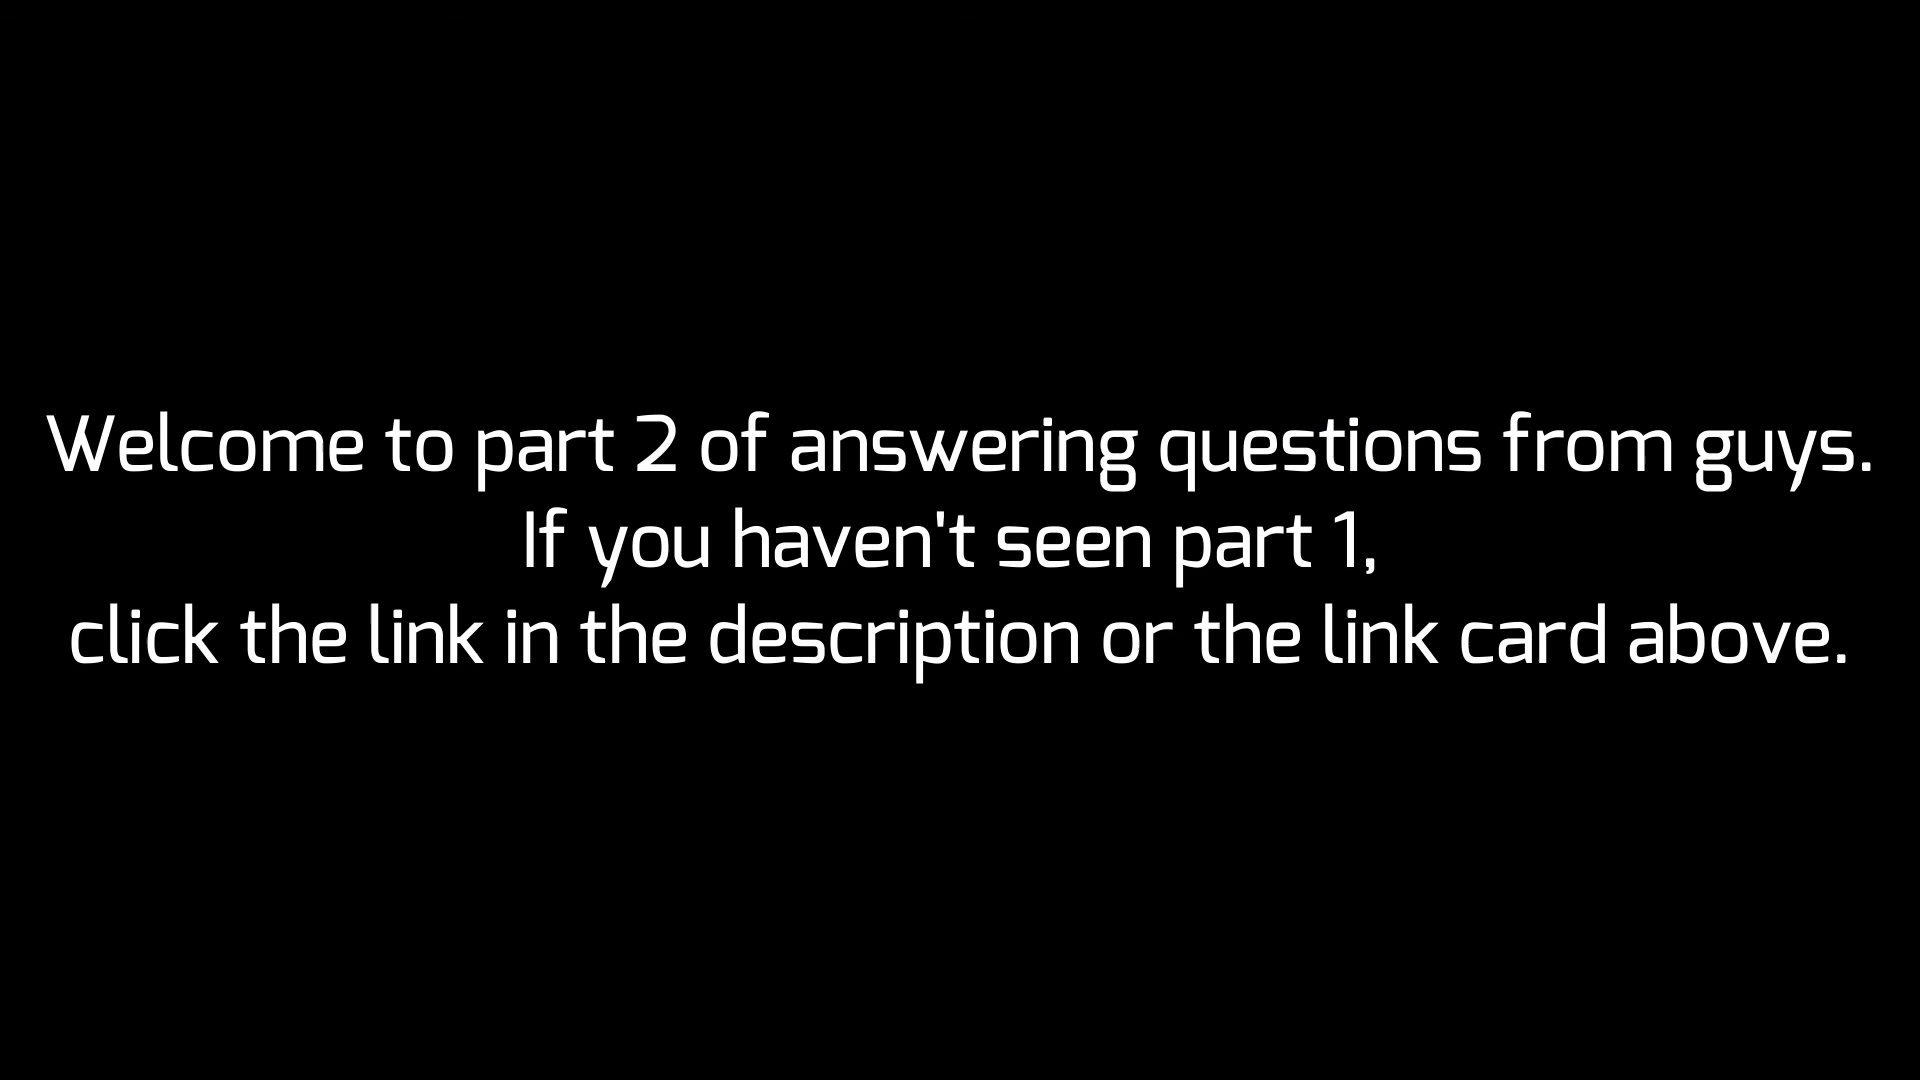 Welcome to part 2 of answering questions from guys.
If you haven't seen part 1,
click the link in the description or the link card above.